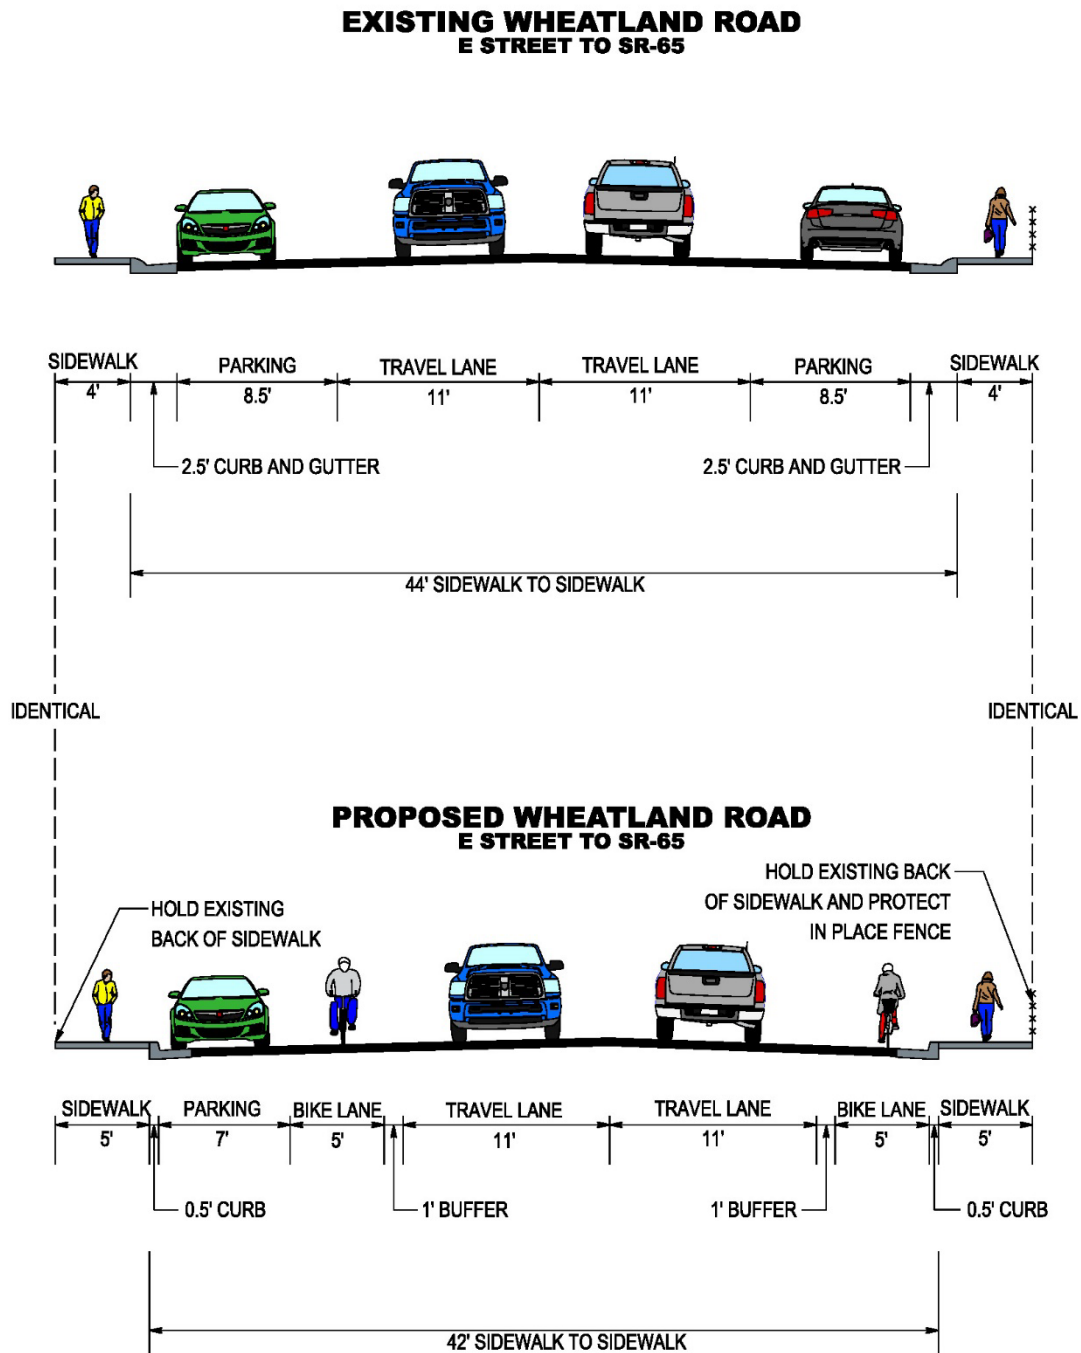 EXISTING WHEATLAND ROAD
E STREET TO SR-65
SIDEWALK
PARKING
TRAVEL LANE
TRAVEL LANE
PARKING
SIDEWALK
4'
8.5'
11'
11'
8.5'
4'
2.5' CURB AND GUTTER
2.5' CURB AND GUTTER
44' SIDEWALK TO SIDEWALK
IDENTICAL
IDENTICAL
PROPOSED WHEATLAND ROAD
E STREET TO SR-65
HOLD EXISTING
BACK OF SIDEWALK
HOLD EXISTING BACK
OF SIDEWALK AND PROTECT
IN PLACE FENCE
SIDEWALK
PARKING
BIKE LANE
TRAVEL LANE
TRAVEL LANE
BIKE LANE
SIDEWALK
5'
7'
5'
11'
11'
5'
5'
0.5' CURB
1' BUFFER
1' BUFFER
0.5' CURB
42' SIDEWALK TO SIDEWALK